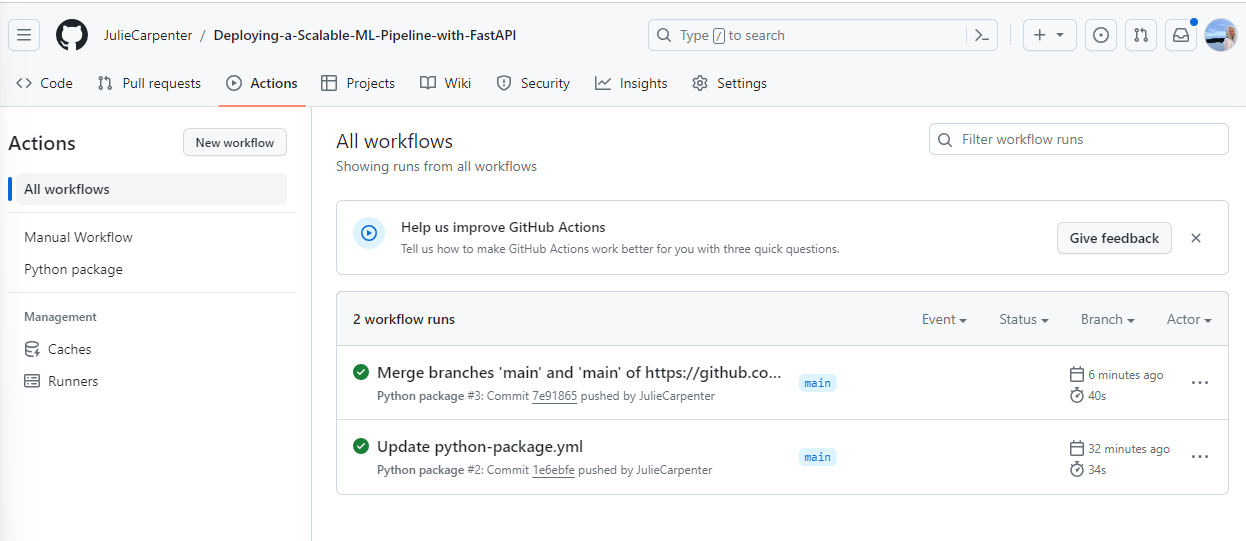 JulieCarpenter / Deploying-a-Scalable-ML-Pipeline-with-FastAPI
Type / to search
Code Pull requests Actions Projects Wiki Security Insights Settings
Actions
New workflow
All workflows
Manual Workflow
Python package
Management
Caches
Runners
All workflows
Showing runs from all workflows
Filter workflow runs
Help us improve GitHub Actions
Tell us how to make GitHub Actions work better for you with three quick questions.
Give feedback
2 workflow runs
Event Status Branch Actor
Merge branches 'main' and 'main' of https://github.co...
Python package #3: Commit 7e91865 pushed by JulieCarpenter
main
6 minutes ago
40s
Update python-package.yml
Python package #2: Commit 1e6ebfe pushed by JulieCarpenter
main
32 minutes ago
34s